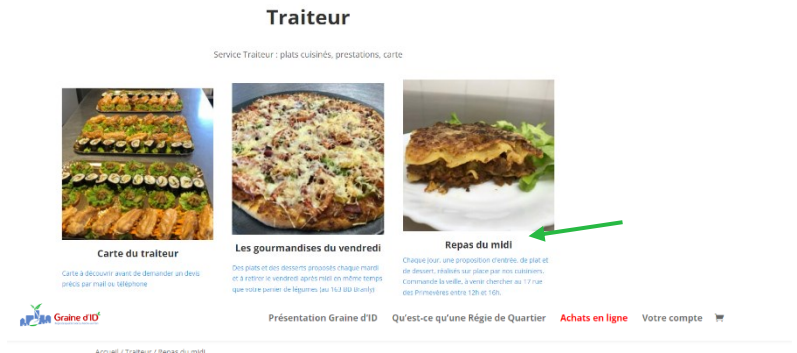 Traiteur
Service Traiteur : plats cuisinés, prestations, carte
Carte du traiteur
Carte à découvrir avant de demander un devis
précis par mail ou téléphone
Les gourmandises du vendredi
Des plats et des desserts proposés chaque mardi
et à retirer le vendredi après midi en même temps
que votre panier de légumes (au 163 BD Branly)
Repas du midi
Chaque jour, une proposition d'entrée, de plat et
de dessert, réalisés sur place par nos cuisiniers.
Commande la veille, à venir chercher au 17 rue
des Primevères entre 12h et 16h.
Graine d'ID
Présentation Graine d'ID
Qu'est-ce qu'une Régie de Quartier
Achats en ligne
Votre compte
Accueil / Traiteur / Repas du midi